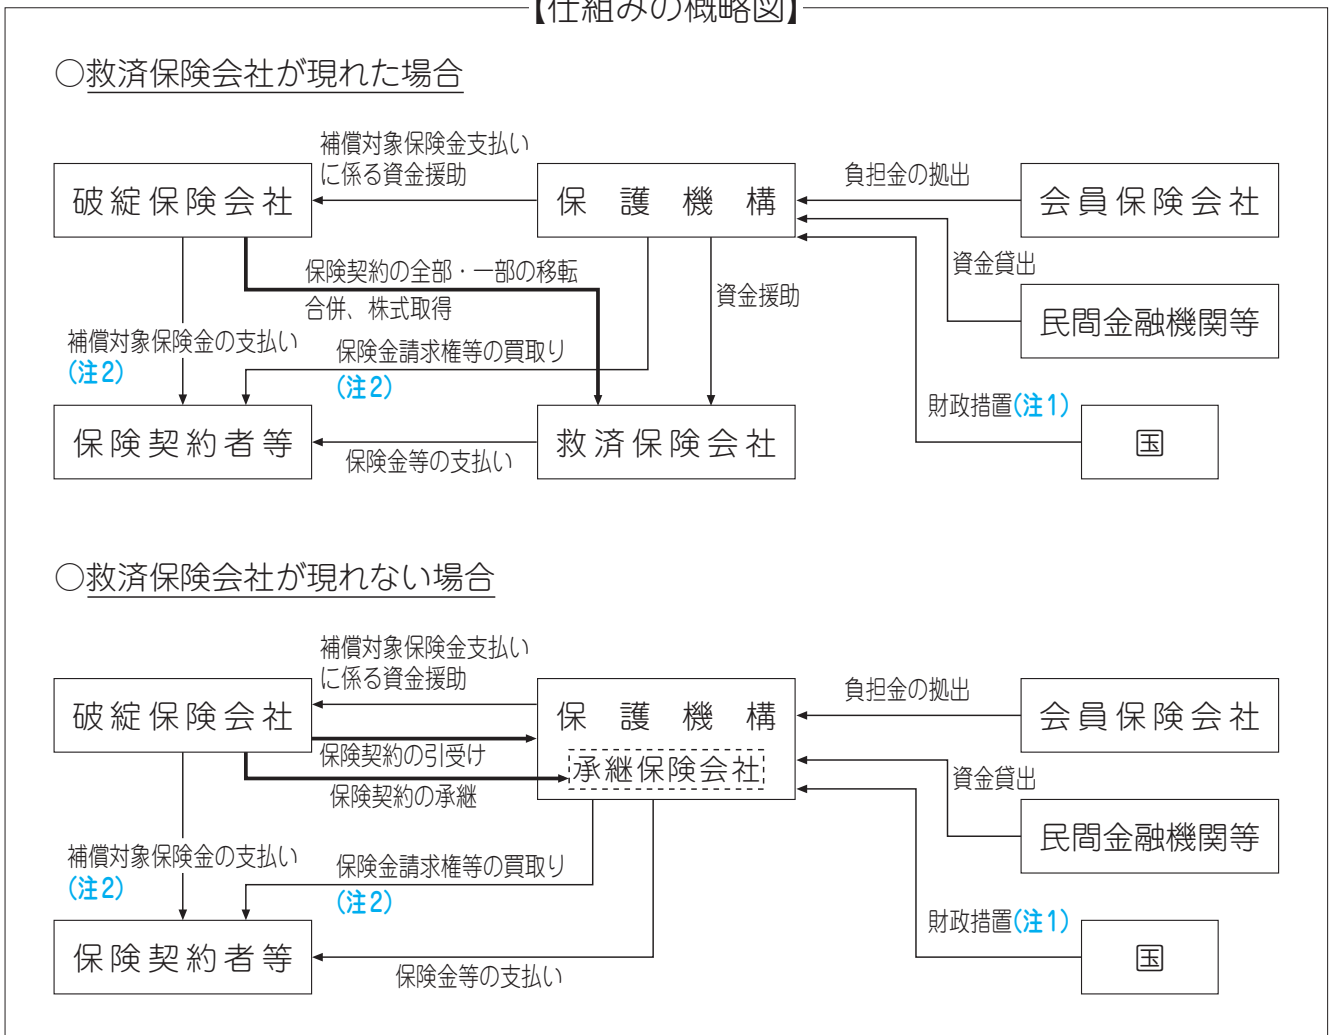 【仕組みの概略図】
○救済保険会社が現れた場合
補償対象保険金支払い
に係る資金援助
破綻保険会社
保護機構
負担金の拠出
会員保険会社
保険契約の全部・一部の移転
合併、株式取得
資金援助
資金貸出
民間金融機関等
補償対象保険金の支払い
(注2)
保険金請求権等の買取り
(注2)
財政措置(注1)
保険契約者等
保険金等の支払い
救済保険会社
国
○救済保険会社が現れない場合
補償対象保険金支払い
に係る資金援助
破綻保険会社
保護機構
負担金の拠出
会員保険会社
保険契約の引受け
承継保険会社
保険契約の承継
資金貸出
民間金融機関等
補償対象保険金の支払い
(注2)
保険金請求権等の買取り
(注2)
財政措置(注1)
保険契約者等
保険金等の支払い
国